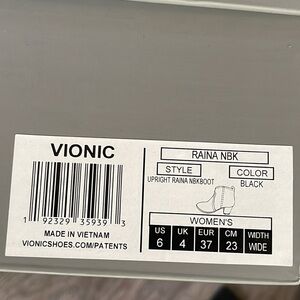 VIONIC
1 92329 35939 3
MADE IN VIETNAM
VIONICSHOES.COM/PATENTS
RAINA NBK
STYLE COLOR
UPRIGHT RAINA NBKBOOT BLACK
WOMEN'S
US UK EUR CM WIDTH
6 4 37 23 WIDE